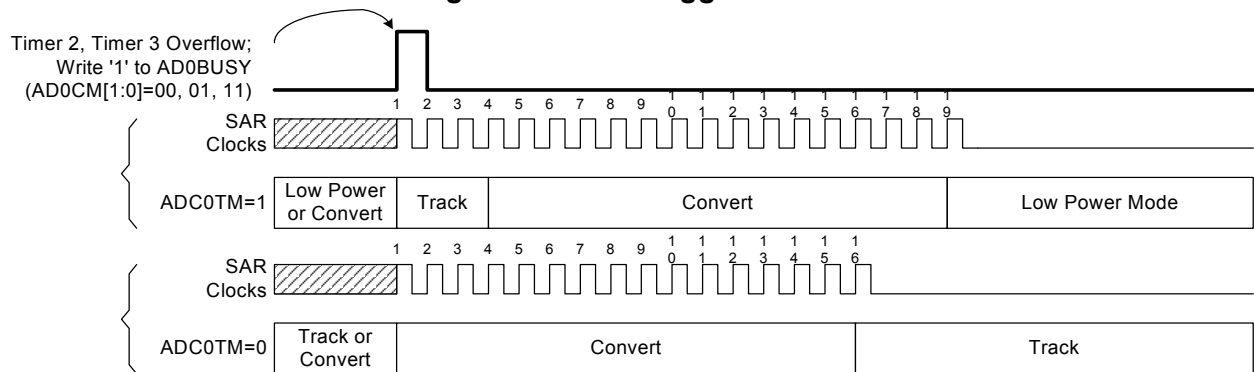 Timer 2, Timer 3 Overflow;
Write '1' to AD0BUSY
(AD0CM[1:0]=00, 01, 11)
1 2 3 4 5 6 7 8 9 10 11 12 13 14 15 16 17 18 19
SAR
Clocks
ADC0TM=1
Low Power
or Convert
Track
Convert
Low Power Mode
1 2 3 4 5 6 7 8 9 10 11 12 13 14 15 16
SAR
Clocks
ADC0TM=0
Track or
Convert
Convert
Track